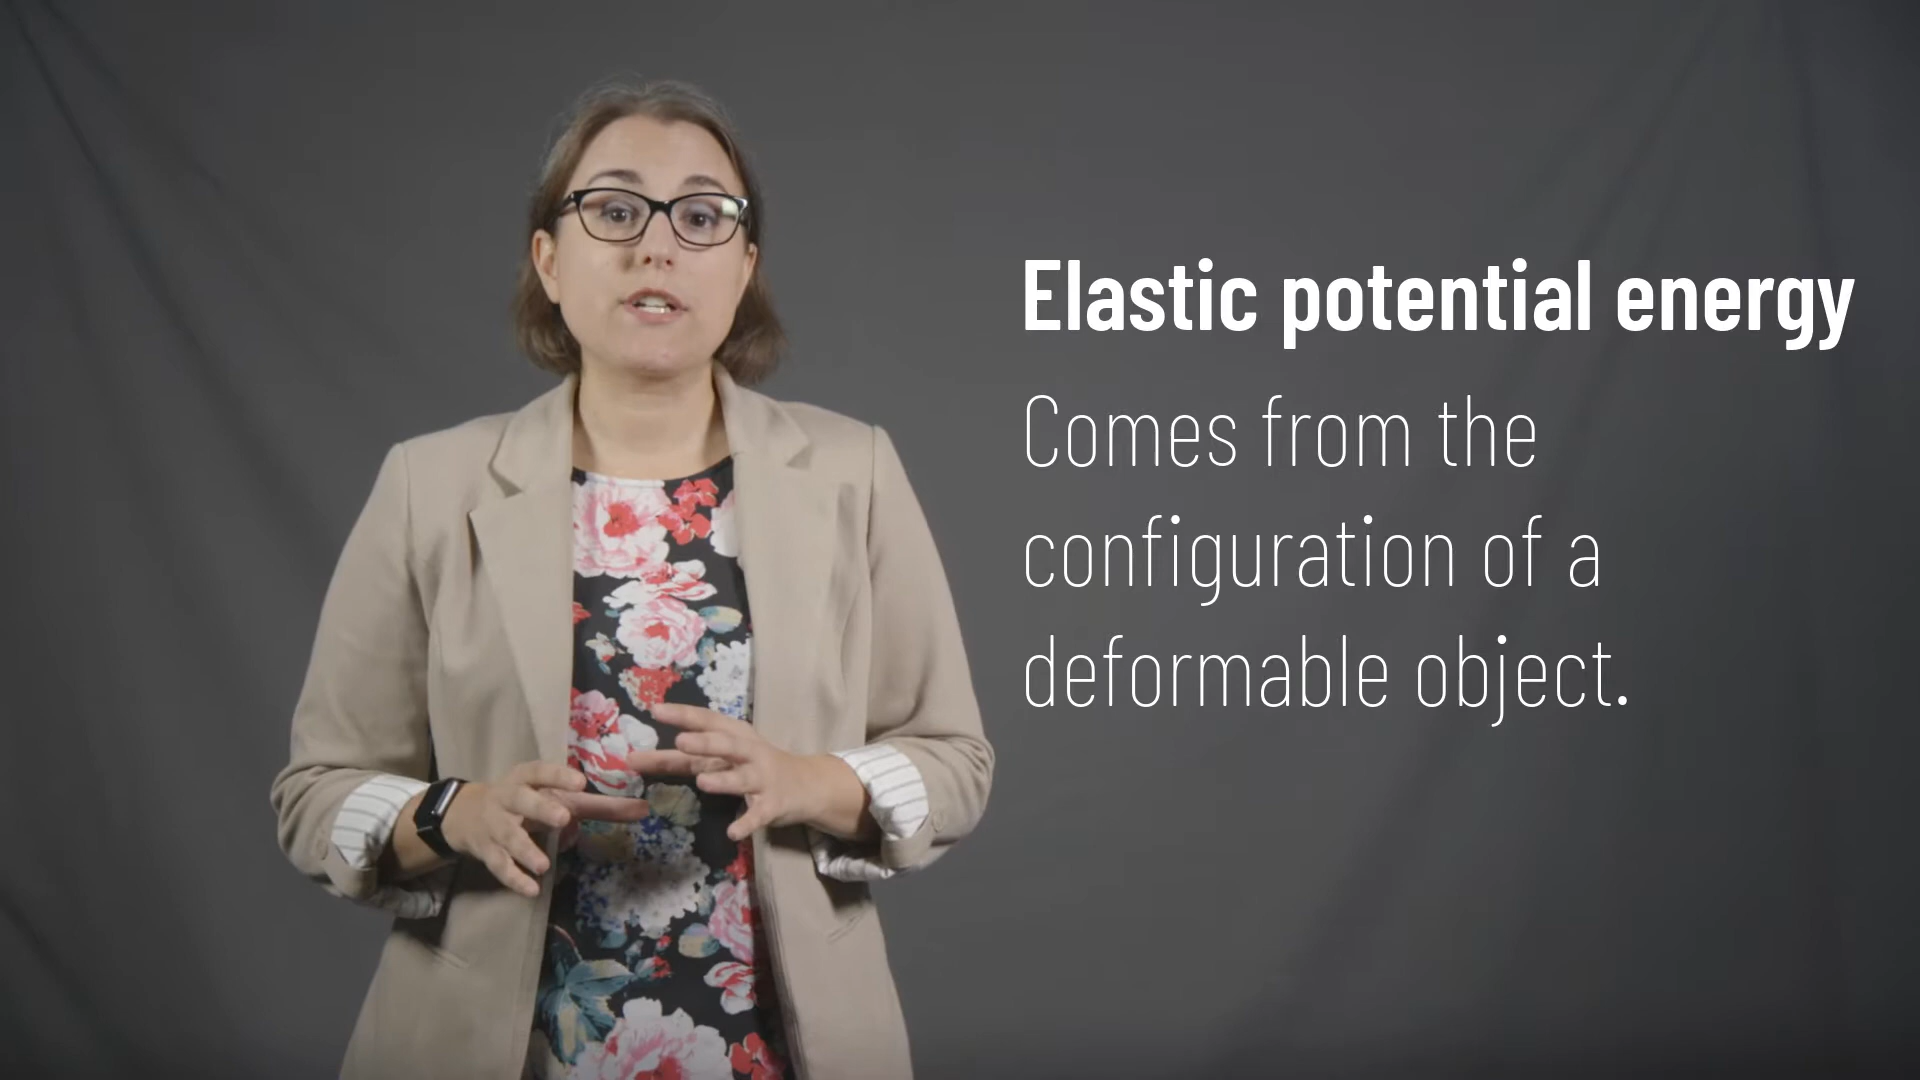 Elastic potential energy
Comes from the
configuration of a
deformable object.